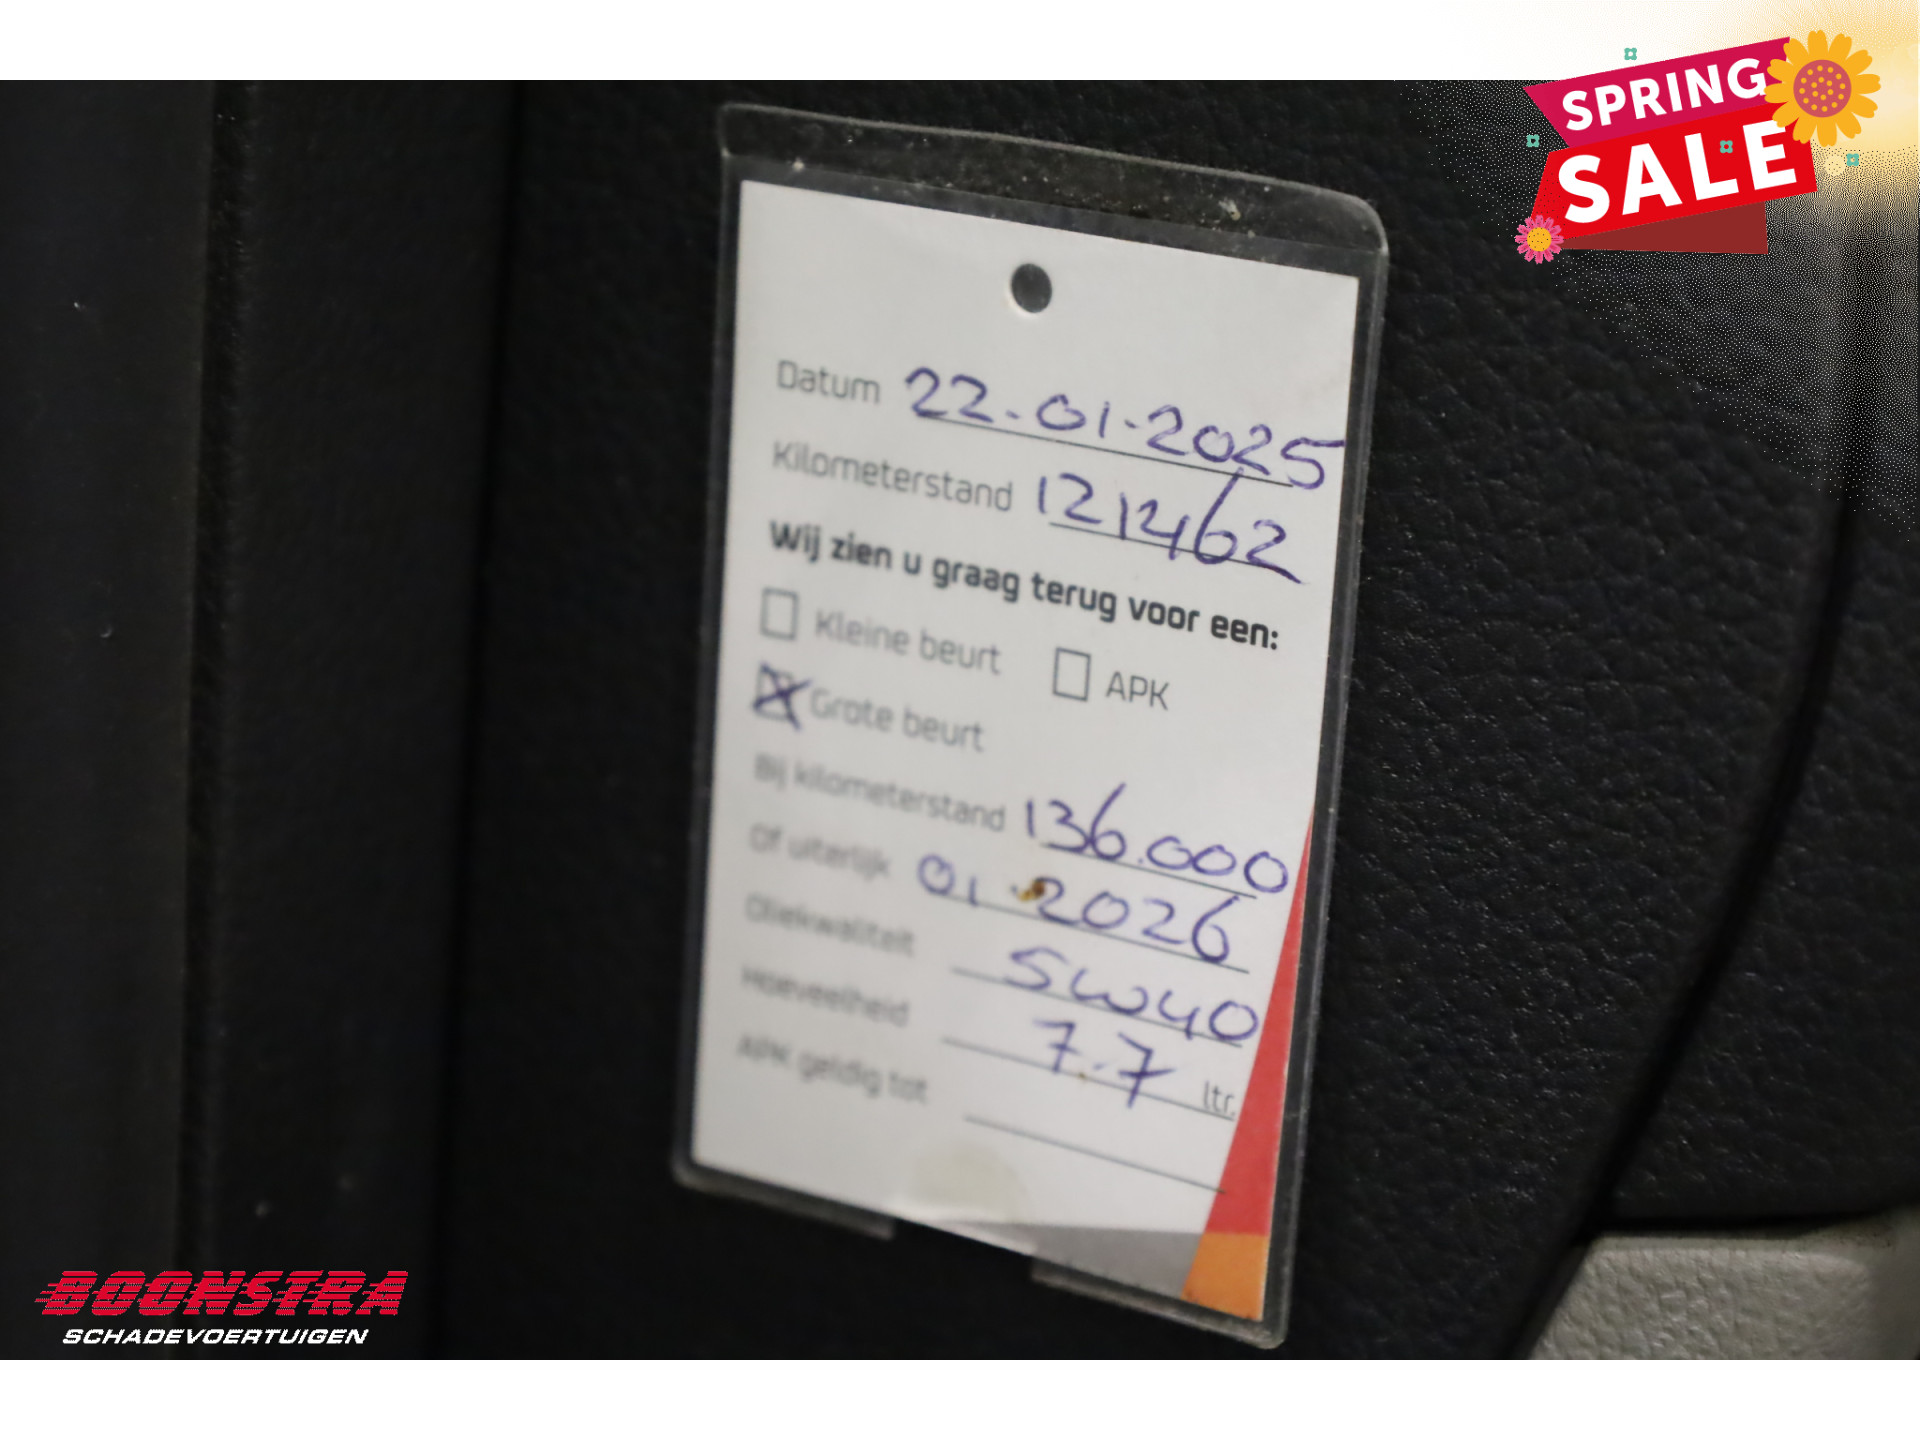 SPRING
SALE
Datum 22-01-2025
Kilometerstand 121462
Wij zien u graag terug voor een:
Kleine beurt APK
Grote beurt
Bij kilometerstand 136.000
Of uiterlijk 01-2026
Oliekwaliteit 5W40
Hoeveelheid 7.7 ltr.
APK geldig tot
BOONSTRA
SCHADEVOERTUIGEN